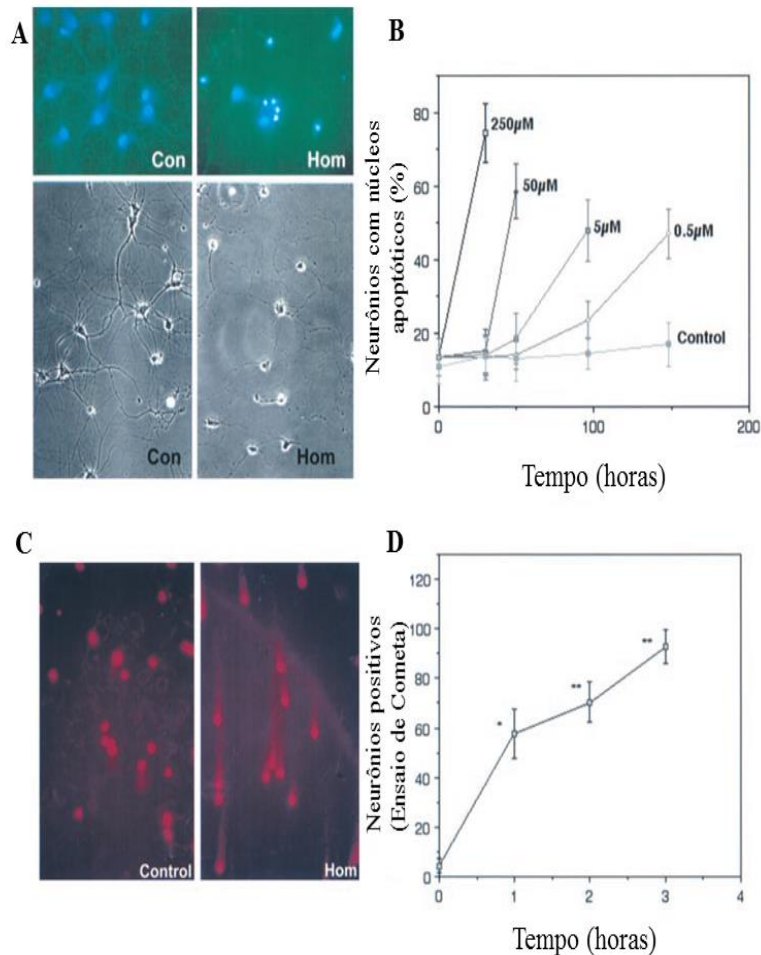 A
Con
Hom
Con
Hom
B
Neurônios com núcleos
apoptóticos (%)
80
60
40
20
0
250µM
50µM
5µM
0.5µM
Control
0
100
200
Tempo (horas)
C
Control
Hom
D
Neurônios positivos
(Ensaio de Cometa)
120
100
80
60
40
20
0
*
**
**
0
1
2
3
4
Tempo (horas)